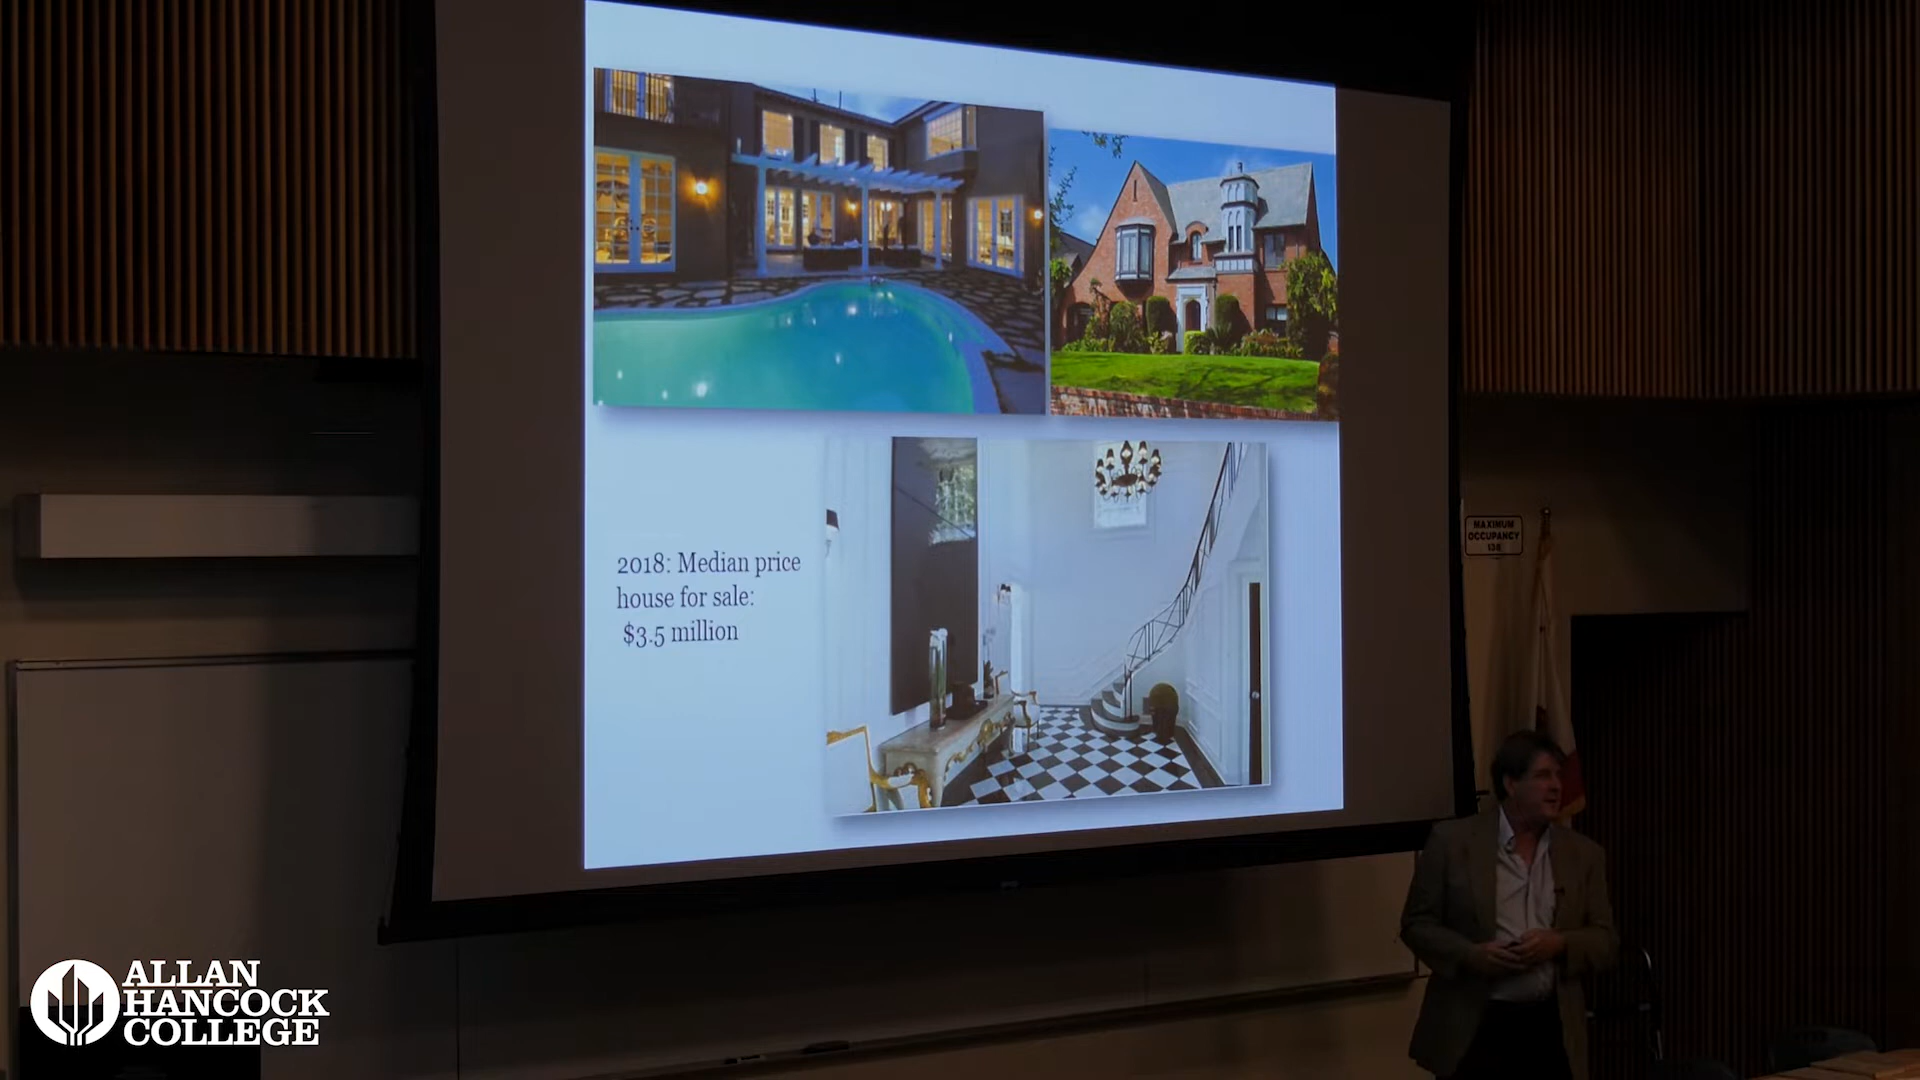 2018: Median price
house for sale:
$3.5 million
MAXIMUM
OCCUPANCY
138
ALLAN
HANCOCK
COLLEGE